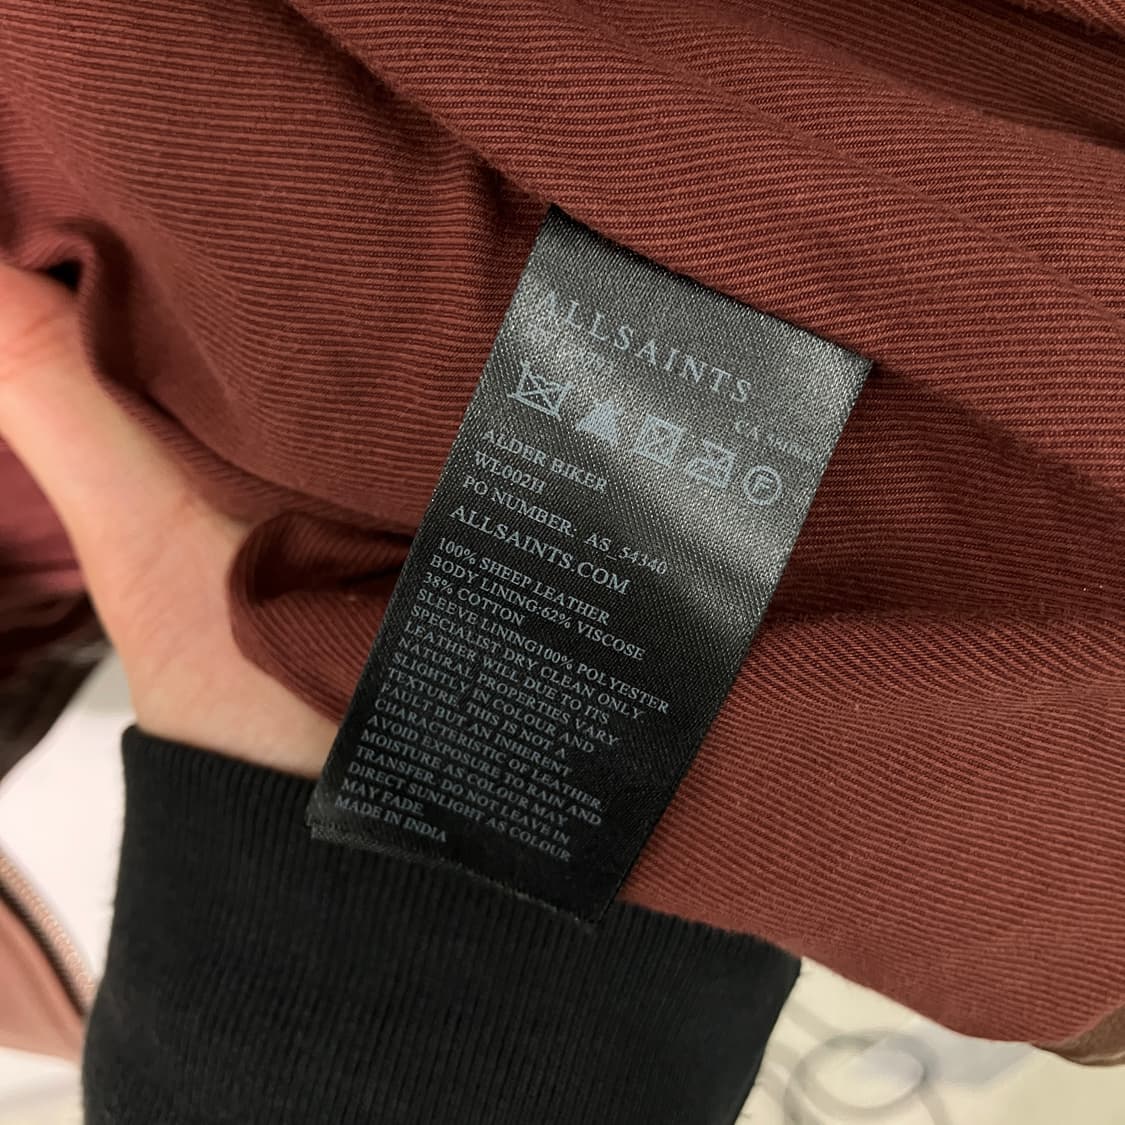 ALLSAINTS
F
ALDER BIKER
WL002H
PO NUMBER: AS_54340
ALLSAINTS.COM
100% SHEEP LEATHER
BODY LINING:62% VISCOSE
38% COTTON
SLEEVE LINING100% POLYESTER
SPECIALIST DRY CLEAN ONLY
LEATHER WILL DUE TO ITS
NATURAL PROPERTIES VARY
SLIGHTLY IN COLOUR AND
TEXTURE, THIS IS NOT A
FAULT BUT AN INHERENT
CHARACTERISTIC OF LEATHER
AVOID EXPOSURE TO RAIN AND
MOISTURE AS COLOUR MAY
TRANSFER. DO NOT LEAVE IN
DIRECT SUNLIGHT AS COLOUR
MAY FADE
MADE IN INDIA